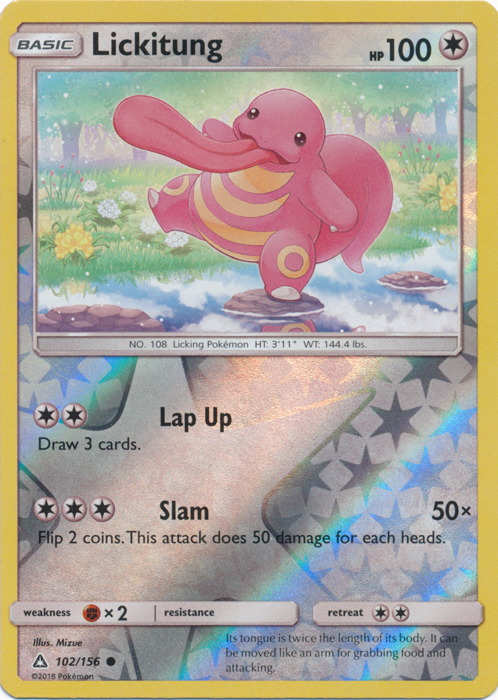 BASIC Lickitung HP 100
NO. 108 Licking Pokémon HT: 3'11" WT: 144.4 lbs.
Lap Up
Draw 3 cards.
Slam 50×
Flip 2 coins. This attack does 50 damage for each heads.
weakness ×2 resistance retreat
Illus. Mizue
102/156
©2018 Pokémon
Its tongue is twice the length of its body. It can
be moved like an arm for grabbing food and
attacking.